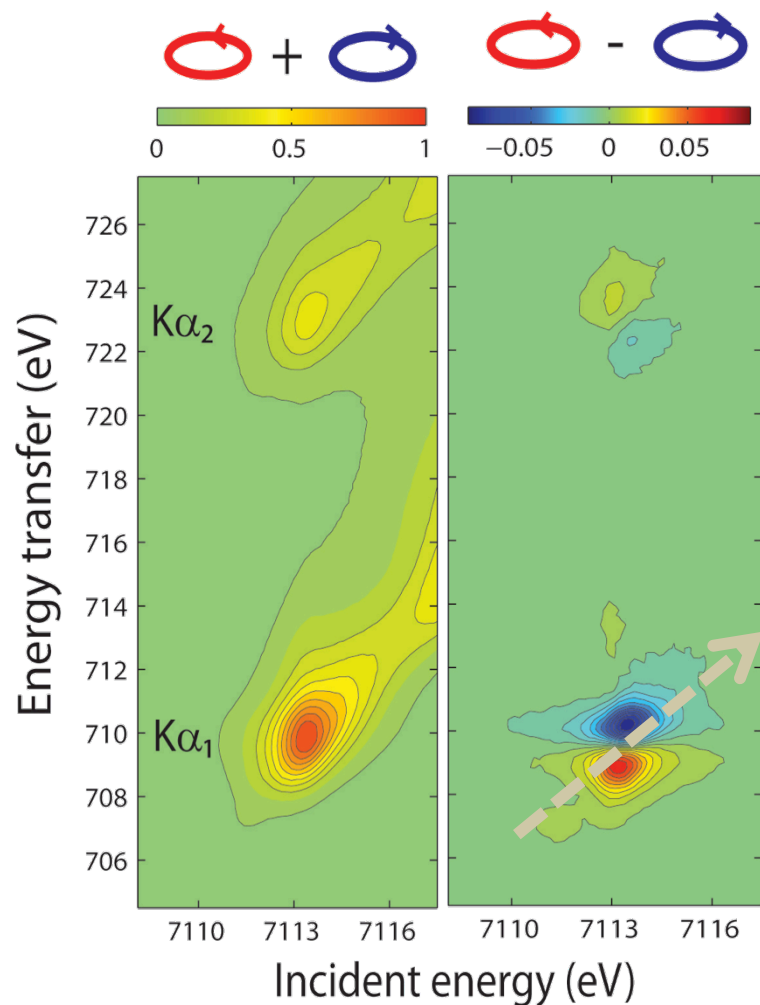 +
-
0 0.5 1
−0.05 0 0.05
Energy transfer (eV)
726
724
722
720
718
716
714
712
710
708
706
Kα₂
Kα₁
7110 7113 7116
7110 7113 7116
Incident energy (eV)